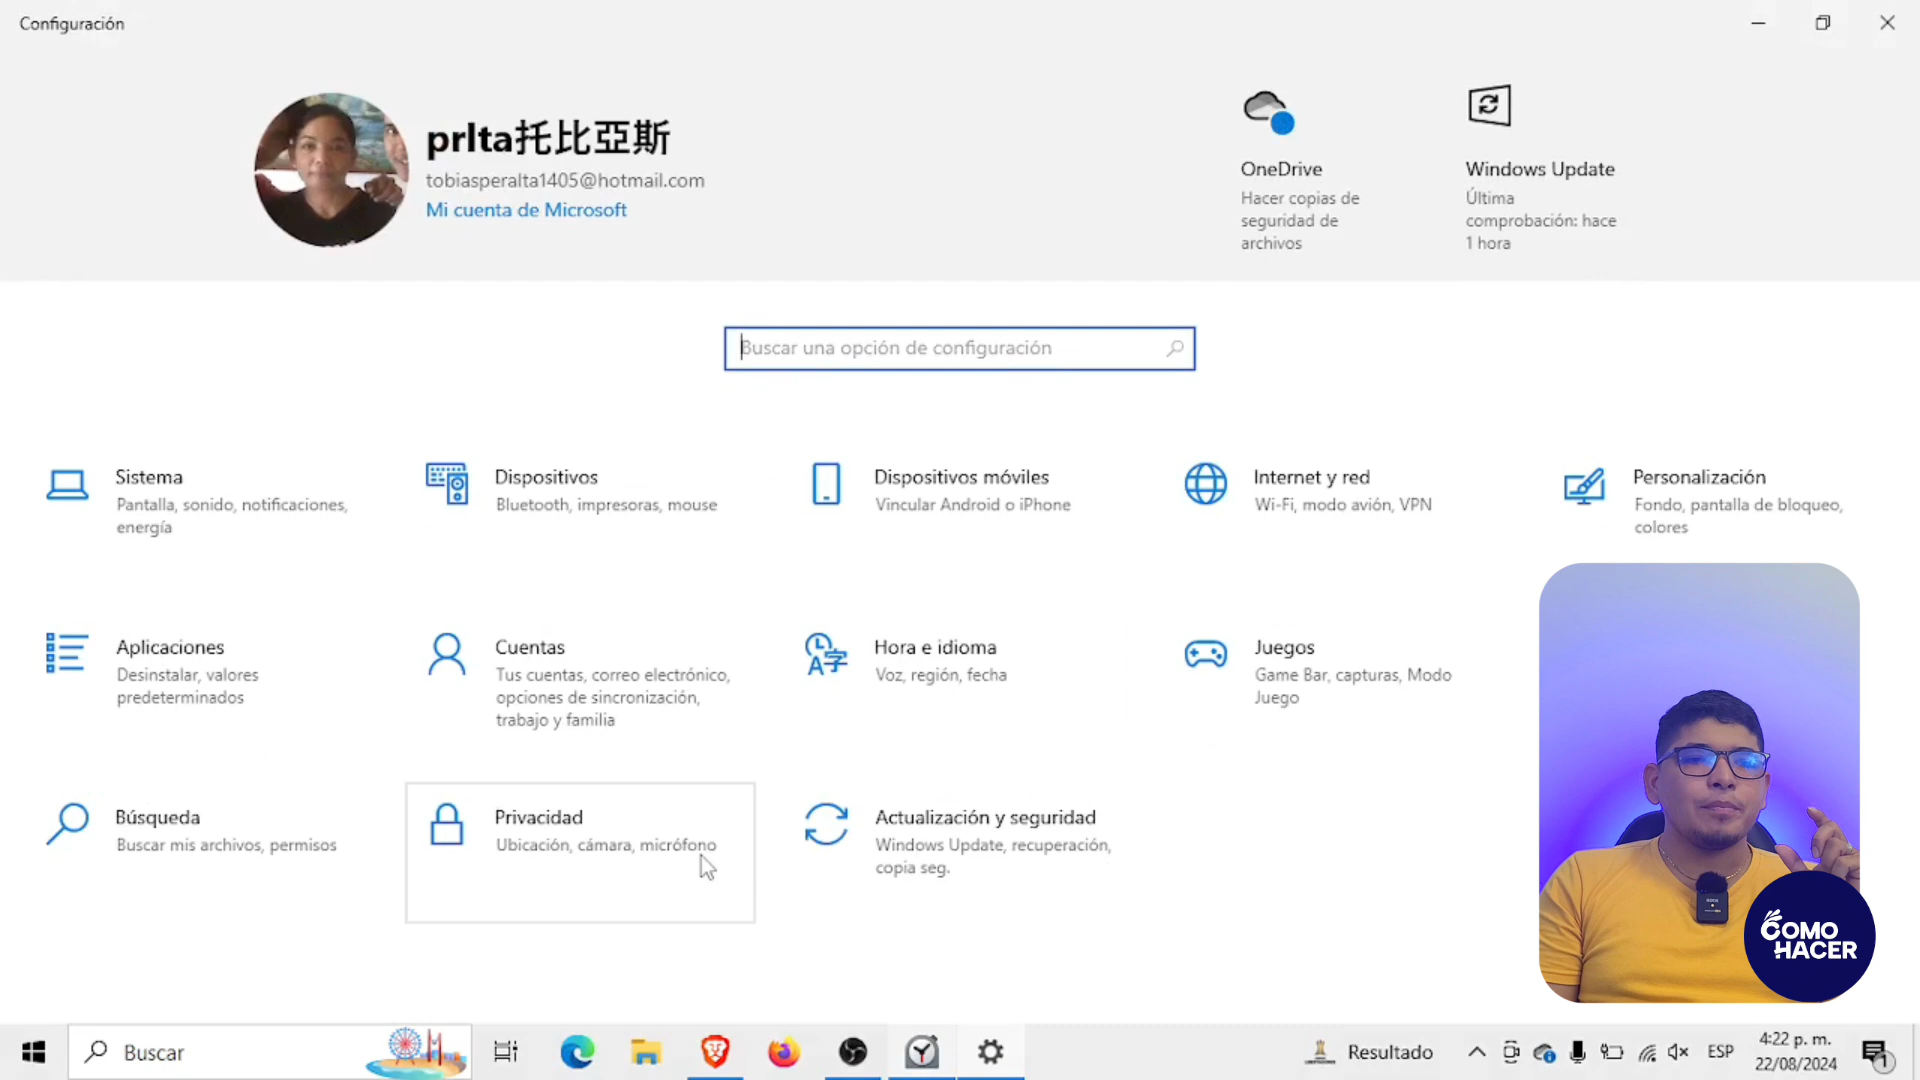 Configuración
prlta托比亞斯
tobiasperalta1405@hotmail.com
Mi cuenta de Microsoft
OneDrive
Hacer copias de
seguridad de
archivos
Windows Update
Última
comprobación: hace
1 hora
Buscar una opción de configuración
Sistema
Pantalla, sonido, notificaciones,
energía
Dispositivos
Bluetooth, impresoras, mouse
Dispositivos móviles
Vincular Android o iPhone
Internet y red
Wi-Fi, modo avión, VPN
Personalización
Fondo, pantalla de bloqueo,
colores
Aplicaciones
Desinstalar, valores
predeterminados
Cuentas
Tus cuentas, correo electrónico,
opciones de sincronización,
trabajo y familia
Hora e idioma
Voz, región, fecha
Juegos
Game Bar, capturas, Modo
Juego
Búsqueda
Buscar mis archivos, permisos
Privacidad
Ubicación, cámara, micrófono
Actualización y seguridad
Windows Update, recuperación,
copia seg.
COMO
HACER
Buscar
Resultado
ESP
4:22 p. m.
22/08/2024
1